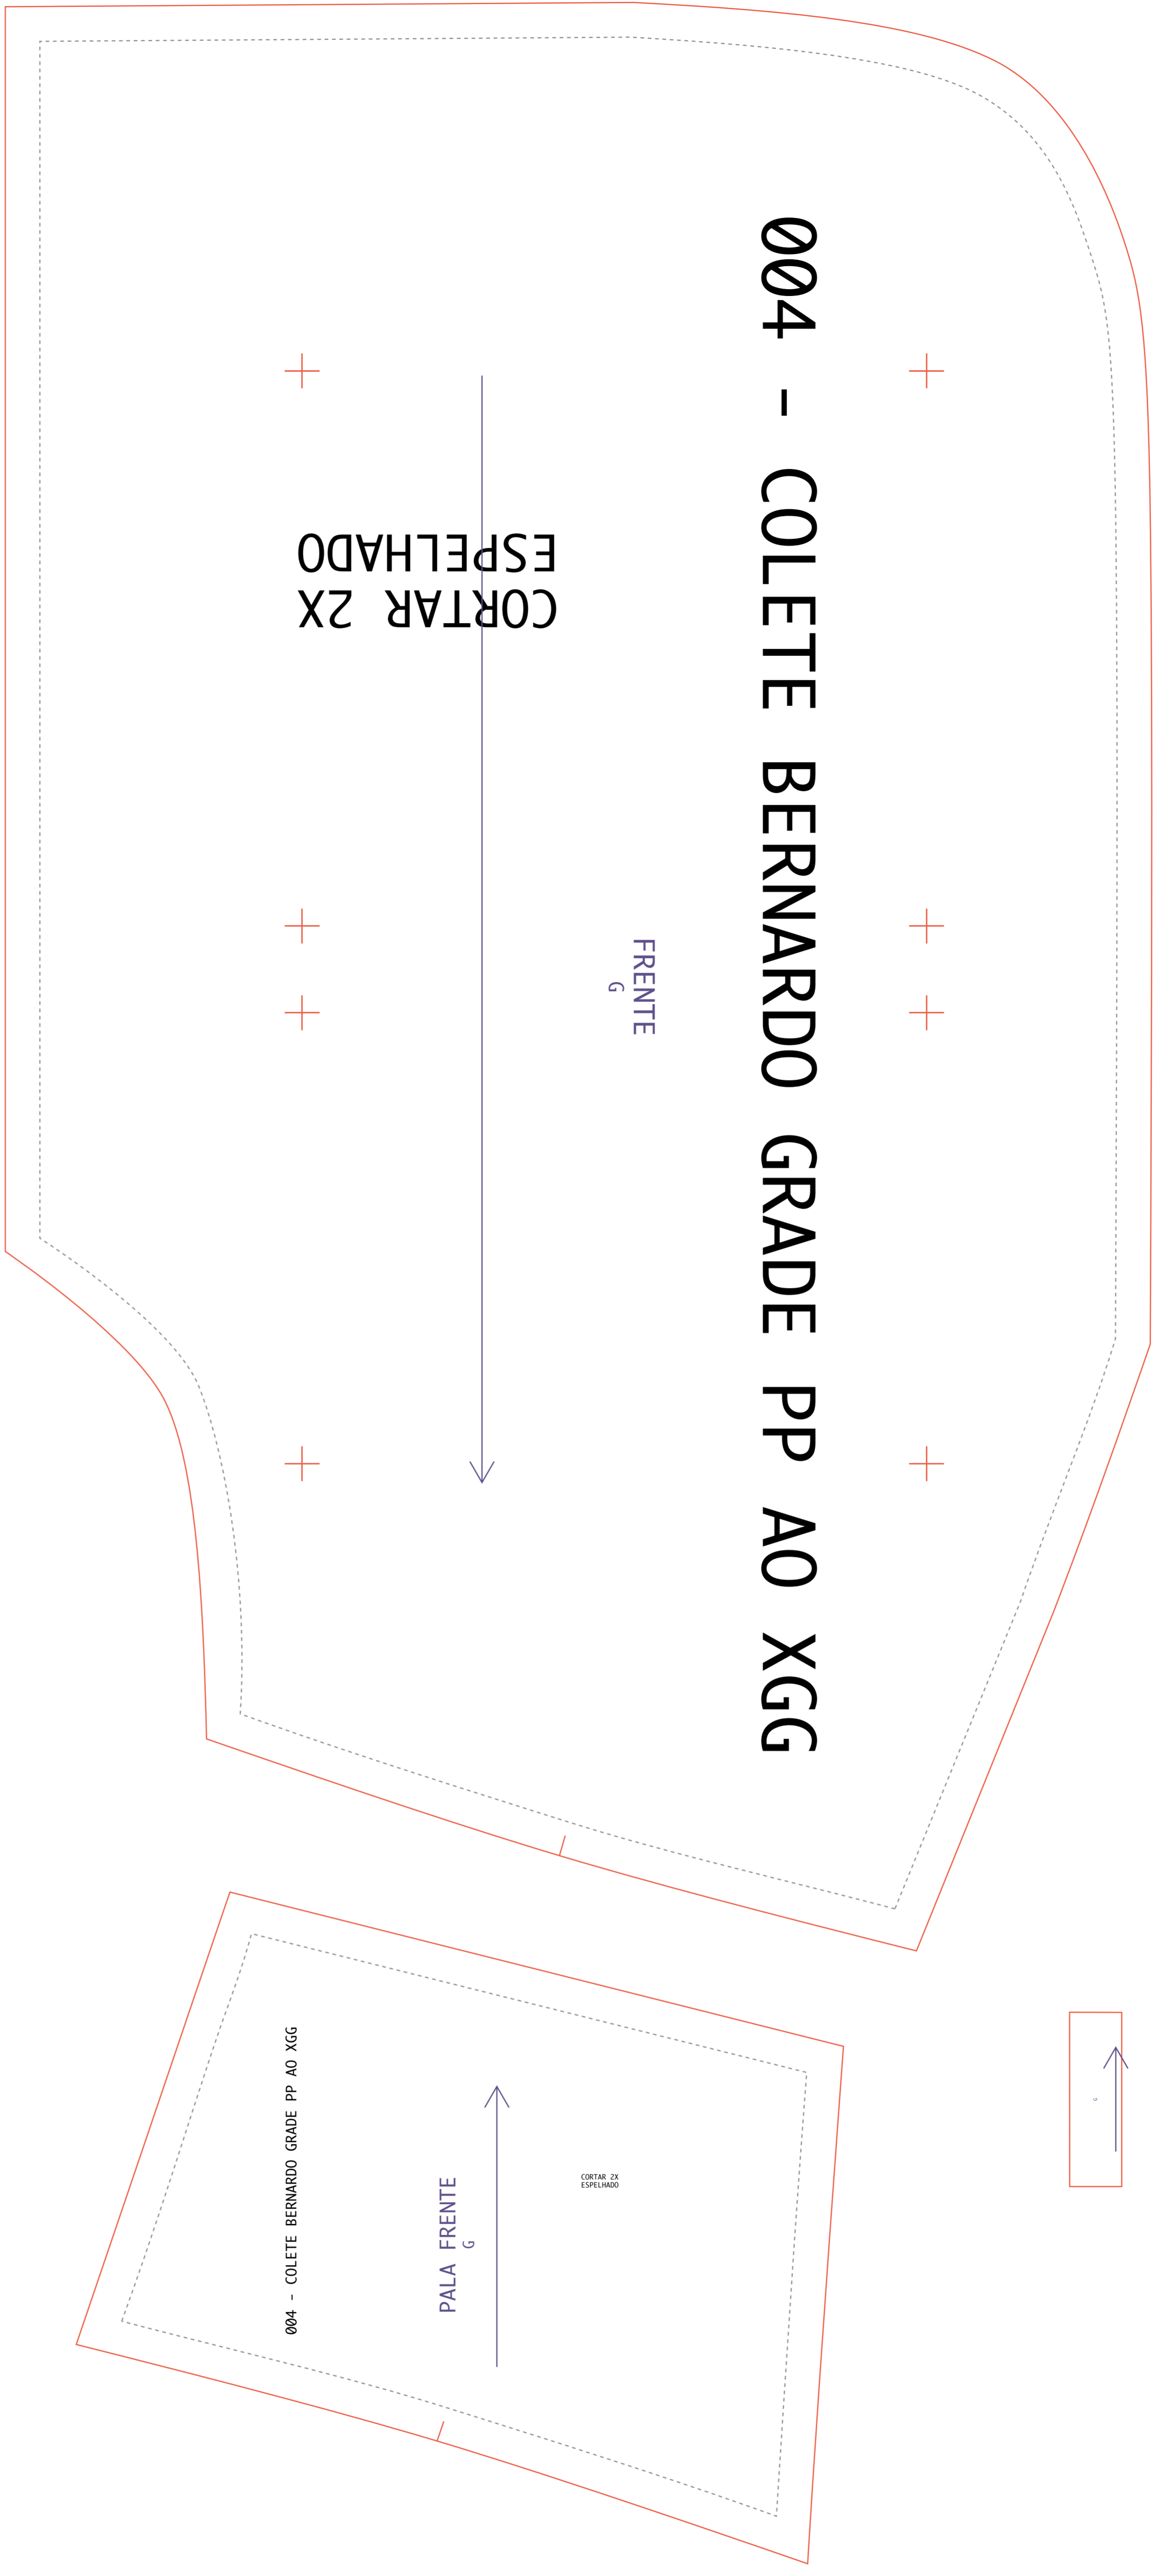 004 - COLETE BERNARDO GRADE PP AO XGG
CORTAR 2X
ESPELHADO
FRENTE
G
004 - COLETE BERNARDO GRADE PP AO XGG
PALA FRENTE
G
CORTAR 2X
ESPELHADO